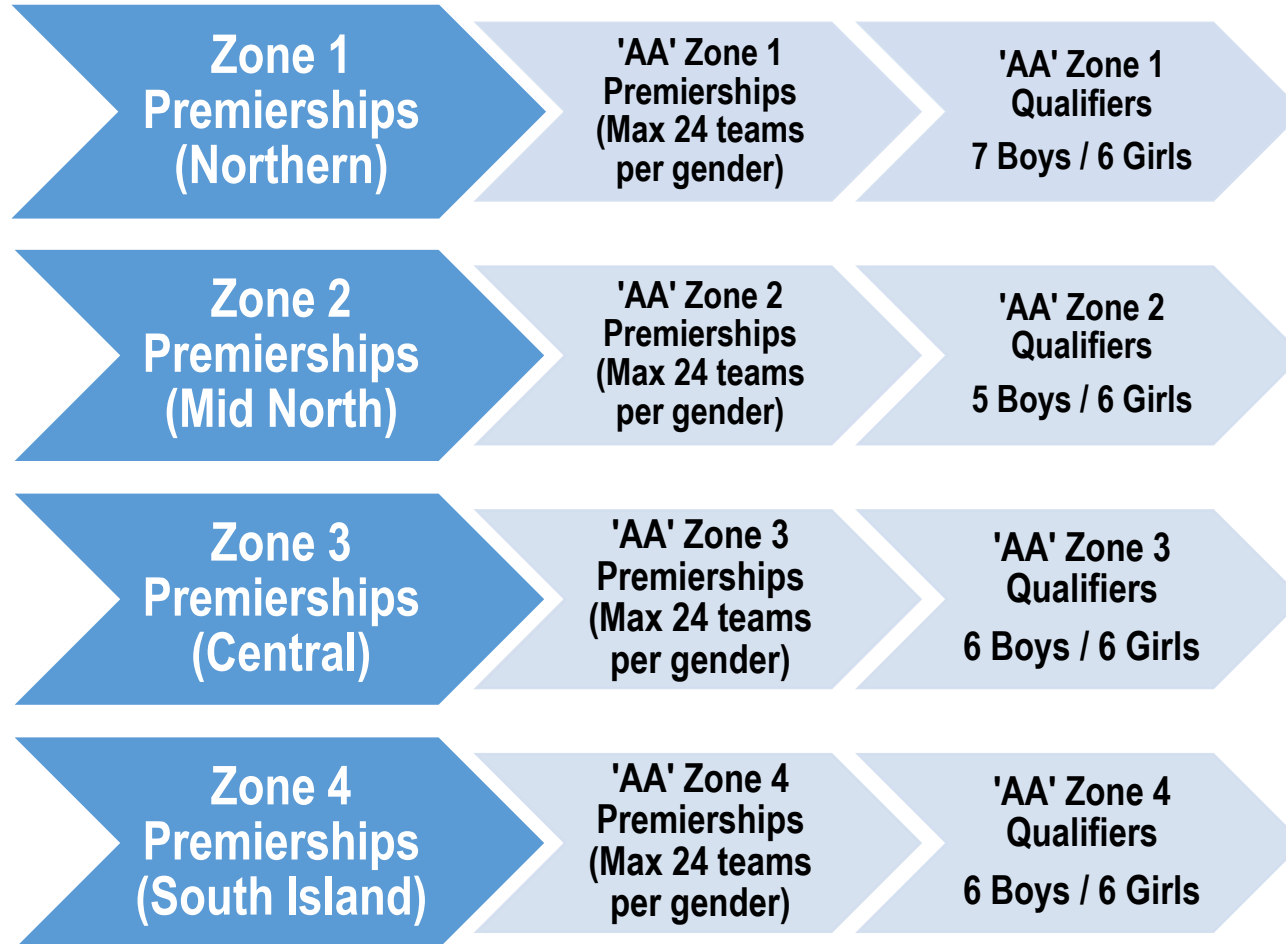 Zone 1
Premierships
(Northern)
'AA' Zone 1
Premierships
(Max 24 teams
per gender)
'AA' Zone 1
Qualifiers
7 Boys / 6 Girls
Zone 2
Premierships
(Mid North)
'AA' Zone 2
Premierships
(Max 24 teams
per gender)
'AA' Zone 2
Qualifiers
5 Boys / 6 Girls
Zone 3
Premierships
(Central)
'AA' Zone 3
Premierships
(Max 24 teams
per gender)
'AA' Zone 3
Qualifiers
6 Boys / 6 Girls
Zone 4
Premierships
(South Island)
'AA' Zone 4
Premierships
(Max 24 teams
per gender)
'AA' Zone 4
Qualifiers
6 Boys / 6 Girls